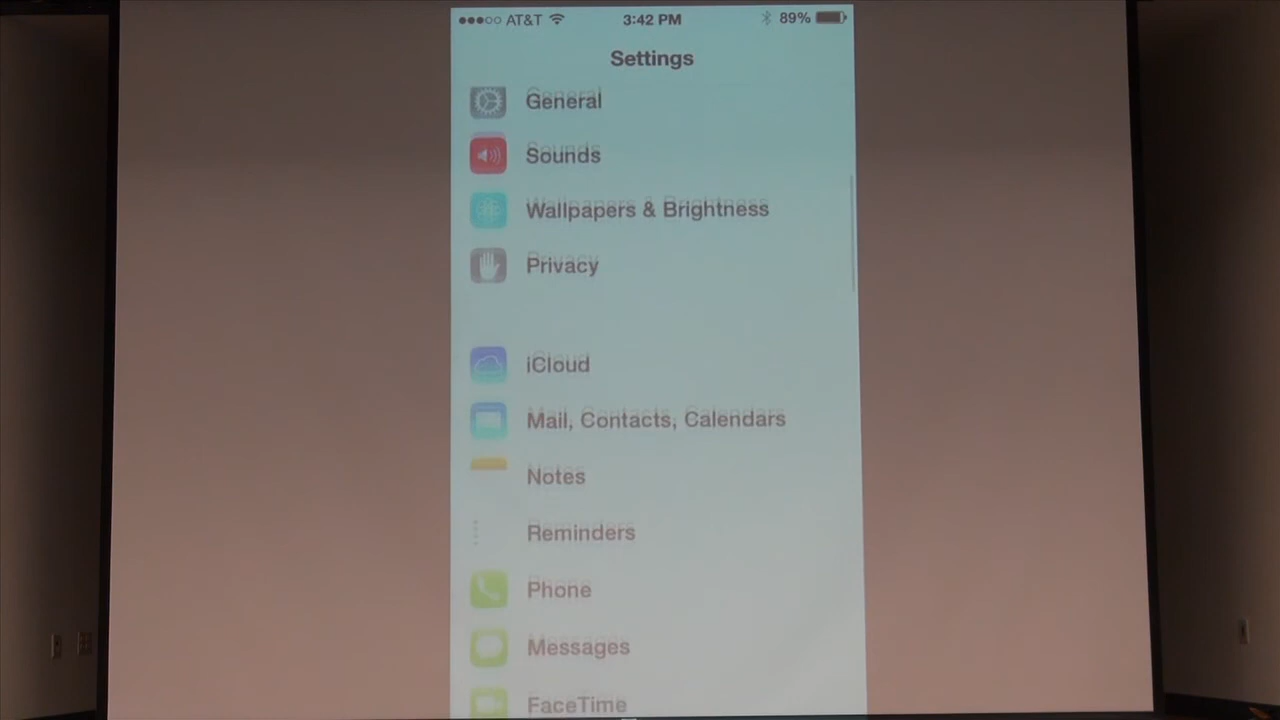 AT&T 3:42 PM 89%
Settings
General
Sounds
Wallpapers & Brightness
Privacy
iCloud
Mail, Contacts, Calendars
Notes
Reminders
Phone
Messages
FaceTime